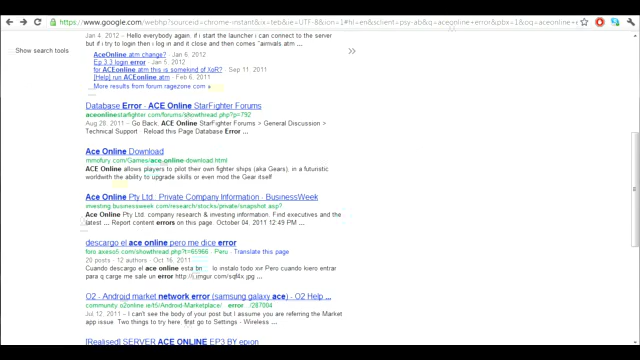 https://www.google.com/webhp?sourceid=chrome-instant&ix=teb&ie=UTF-8&ion=1#hl=en&sclient=psy-ab&q=aceonline+error&pbx=1&oq=aceonline+
Show search tools
Jan 4, 2012 - Hello everybody again. if i start the launcher i can connect to the server
but if i try to login then i log in and it close and then comes "arrivals atm ...
AceOnline atm change? - Jan 6, 2012
Ep 3.3 login error - Jan 5, 2012
for ACEonline atm this is somekind of XoR? - Sep 11, 2011
[Help] run ACEonline atm - Feb 6, 2011
More results from forum.ragezone.com »
Database Error - ACE Online StarFighter Forums
aceonlinestarfighter.com/forums/showthread.php?p=792
Aug 28, 2011 - Go Back, ACE Online StarFighter Forums > General Discussion >
Technical Support · Reload this Page Database Error ...
Ace Online Download
mmofury.com/Games/ace-online-download.html
ACE Online allows players to pilot their own fighter ships (aka Gears), in a futuristic
world with the ability to upgrade skills or even mod the Gear itself
Ace Online Pty Ltd.: Private Company Information - BusinessWeek
investing.businessweek.com/research/stocks/private/snapshot.asp?
Ace Online Pty Ltd. company research & investing information. Find executives and the
latest ... Report content errors on this page. October 04, 2011 12:49 PM ...
descargo el ace online pero me dice error
foro.axeso5.com/showthread.php?t=65966 - Peru - Translate this page
20 posts - 12 authors - Oct 16, 2011
Cuando descargo el ace online esta bn lo instalo todo xvr Pero cuando kiero entrar
para q carge me sale un error http://i.imgur.com/sqf4x.jpg ...
O2 - Android market network error (samsung galaxy ace) - O2 Help ...
community.o2online.ie/t5/Android-Marketplace/...error.../287004
Jul 12, 2011 - I can't see the body of your post but I assume you are referring the Market
app issue. Two things to try here. first go to Settings - Wireless ...
[Realised] SERVER ACE ONLINE EP3 BY epion